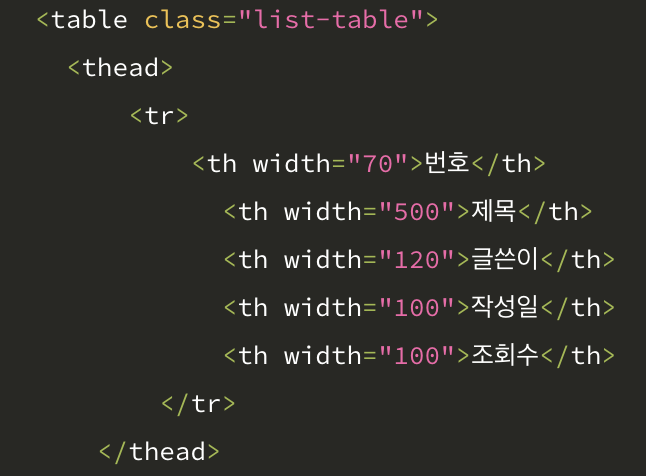 <table class="list-table">
<thead>
<tr>
<th width="70">번호</th>
<th width="500">제목</th>
<th width="120">글쓴이</th>
<th width="100">작성일</th>
<th width="100">조회수</th>
</tr>
</thead>